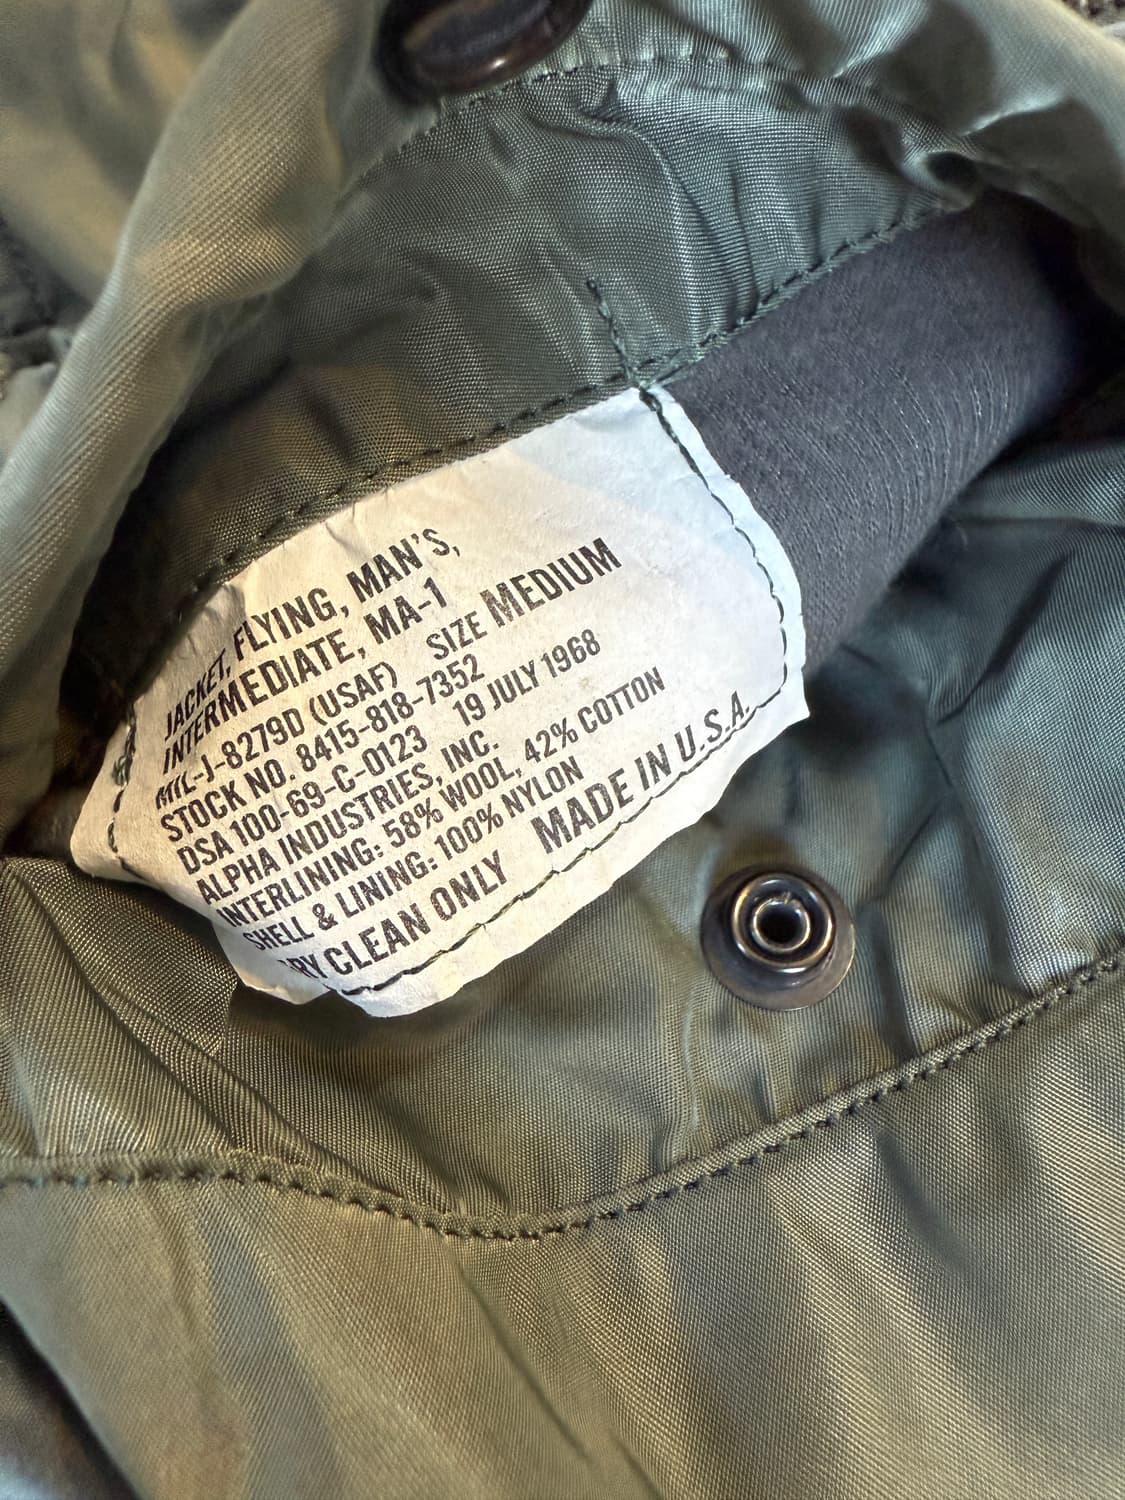 JACKET, FLYING, MAN'S,
INTERMEDIATE, MA-1
MIL-J-8279D (USAF) SIZE MEDIUM
STOCK NO. 8415-818-7352
DSA 100-69-C-0123 19 JULY 1968
ALPHA INDUSTRIES, INC.
INTERLINING: 58% WOOL, 42% COTTON
SHELL & LINING: 100% NYLON
DRY CLEAN ONLY MADE IN U.S.A.